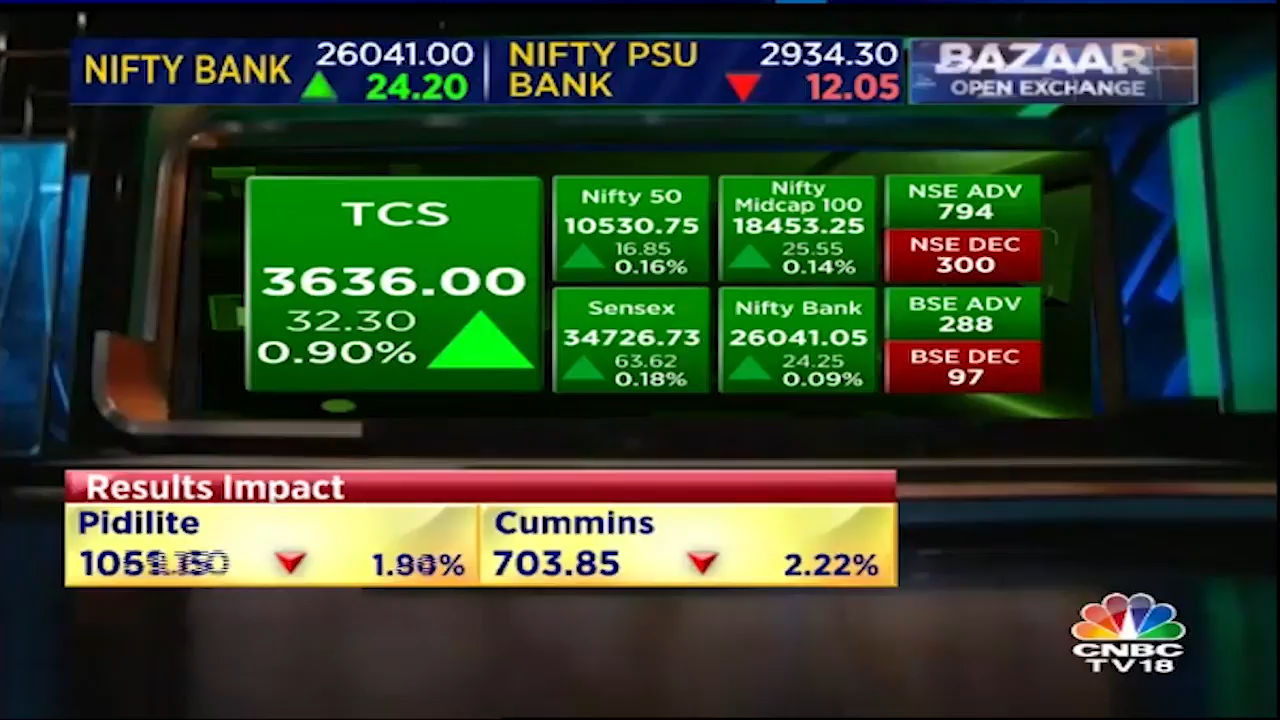 NIFTY BANK 26041.00 24.20
NIFTY PSU BANK 2934.30 12.05
BAZAAR
OPEN EXCHANGE
TCS
3636.00
32.30
0.90%
Nifty 50
10530.75
16.85
0.16%
Nifty
Midcap 100
18453.25
25.55
0.14%
NSE ADV
794
NSE DEC
300
Sensex
34726.73
63.62
0.18%
Nifty Bank
26041.05
24.25
0.09%
BSE ADV
288
BSE DEC
97
Results Impact
Pidilite
Cummins
703.85 2.22%
CNBC
TV18